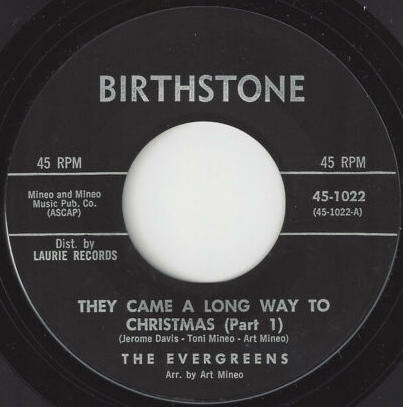 BIRTHSTONE
45 RPM
45 RPM
Mineo and Mineo
Music Pub. Co.
(ASCAP)
45-1022
(45-1022-A)
Dist. by
LAURIE RECORDS
THEY CAME A LONG WAY TO
CHRISTMAS (Part 1)
(Jerome Davis - Toni Mineo - Art Mineo)
THE EVERGREENS
Arr. by Art Mineo